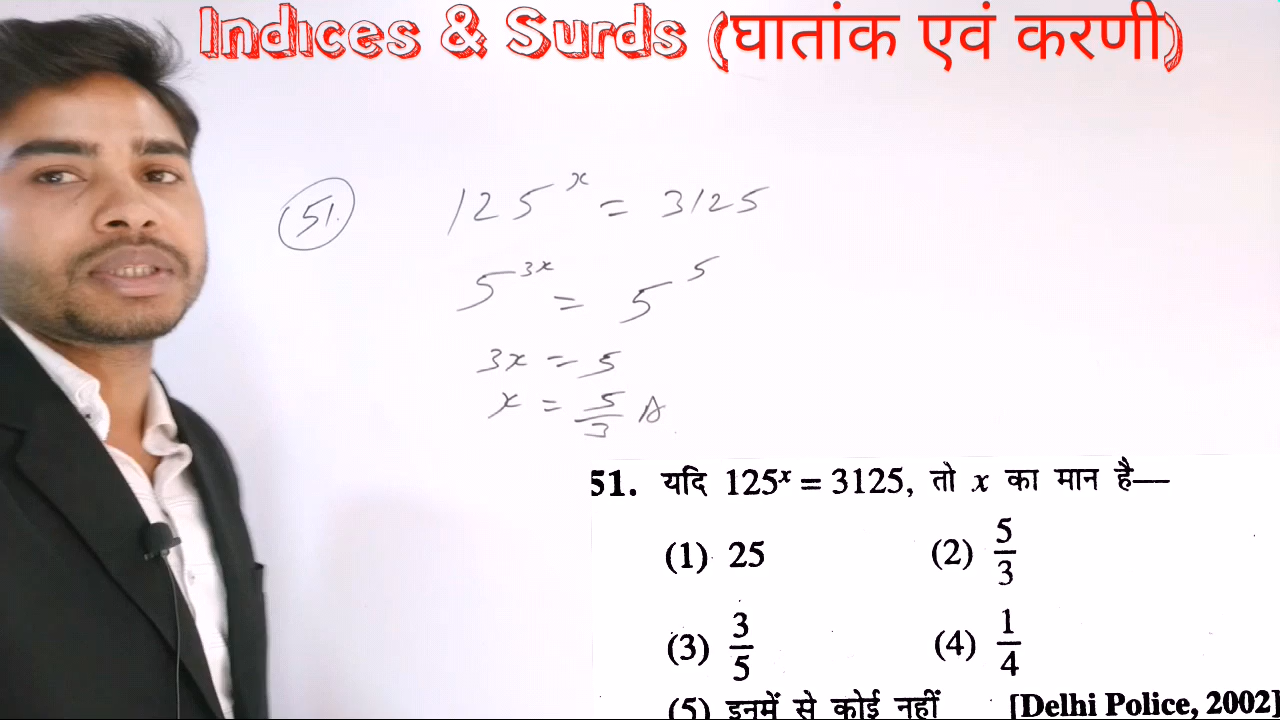 Indices & Surds (घातांक एवं करणी)
51.
125^x = 3125
5^3x = 5^5
3x = 5
x = 5/3 A
51. यदि 125^x = 3125, तो x का मान है—
(1) 25 (2) 5/3
(3) 3/5 (4) 1/4
(5) इनमें से कोई नहीं [Delhi Police, 2002]